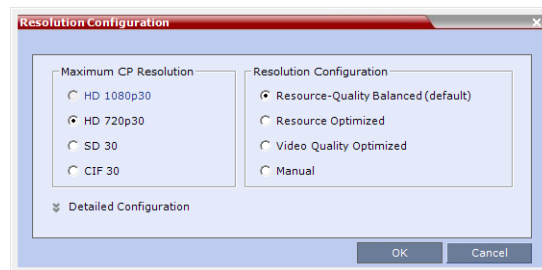 Resolution Configuration
Maximum CP Resolution
HD 1080p30
HD 720p30
SD 30
CIF 30
Resolution Configuration
Resource-Quality Balanced (default)
Resource Optimized
Video Quality Optimized
Manual
Detailed Configuration
OK Cancel